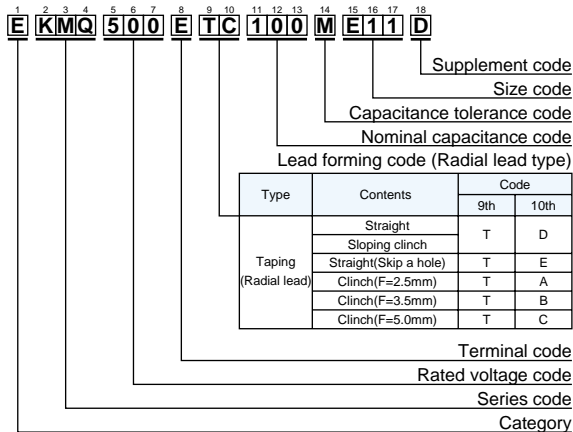 1 2 3 4 5 6 7 8 9 10 11 12 13 14 15 16 17 18
E KMQ 500 E TC 100 M E11 D
Supplement code
Size code
Capacitance tolerance code
Nominal capacitance code
Lead forming code (Radial lead type)
Type Contents Code
9th 10th
Taping (Radial lead)
Straight T D
Sloping clinch
Straight(Skip a hole) T E
Clinch(F=2.5mm) T A
Clinch(F=3.5mm) T B
Clinch(F=5.0mm) T C
Terminal code
Rated voltage code
Series code
Category